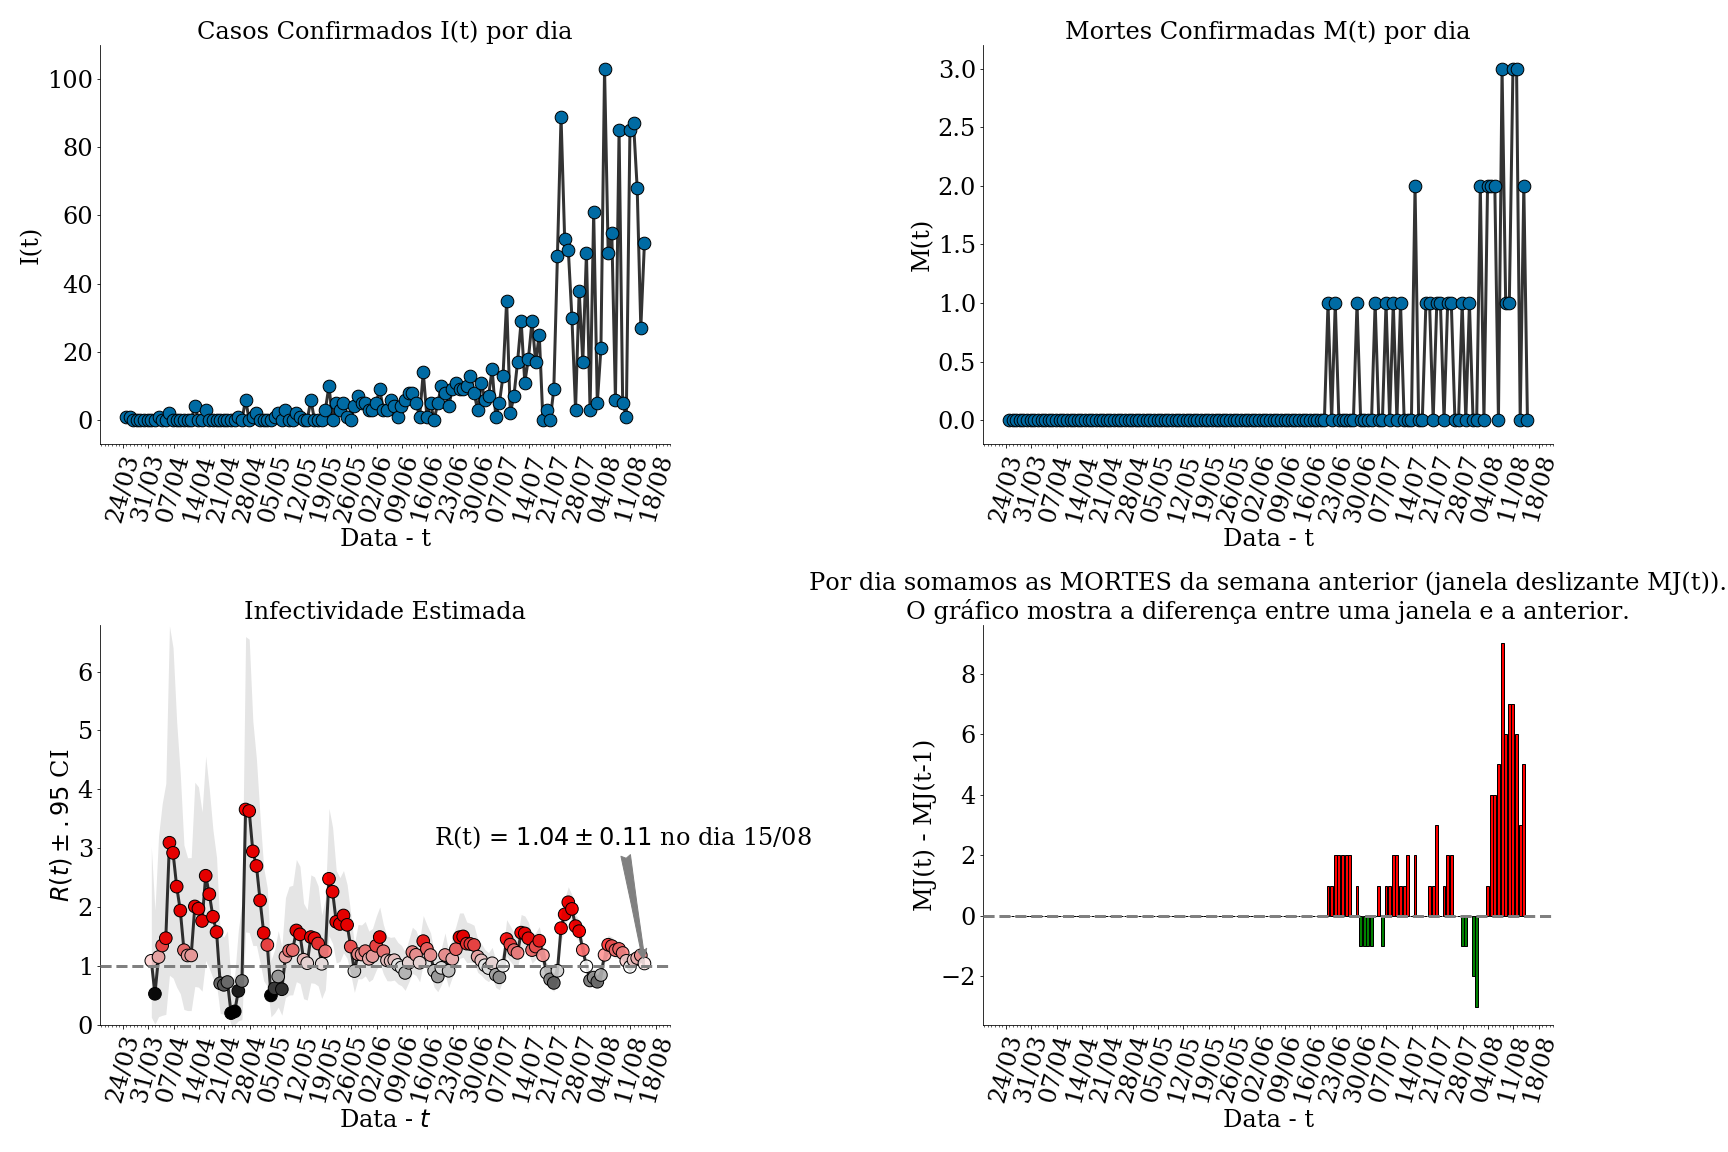 Casos Confirmados I(t) por dia
I(t)
100
80
60
40
20
0
24/03 31/03 07/04 14/04 21/04 28/04 05/05 12/05 19/05 26/05 02/06 09/06 16/06 23/06 30/06 07/07 14/07 21/07 28/07 04/08 11/08 18/08
Data - t
Mortes Confirmadas M(t) por dia
M(t)
3.0
2.5
2.0
1.5
1.0
0.5
0.0
24/03 31/03 07/04 14/04 21/04 28/04 05/05 12/05 19/05 26/05 02/06 09/06 16/06 23/06 30/06 07/07 14/07 21/07 28/07 04/08 11/08 18/08
Data - t
Infectividade Estimada
R(t) ± .95 CI
6
5
4
3
2
1
0
R(t) = 1.04 ± 0.11 no dia 15/08
24/03 31/03 07/04 14/04 21/04 28/04 05/05 12/05 19/05 26/05 02/06 09/06 16/06 23/06 30/06 07/07 14/07 21/07 28/07 04/08 11/08 18/08
Data - t
Por dia somamos as MORTES da semana anterior (janela deslizante MJ(t)).
O gráfico mostra a diferença entre uma janela e a anterior.
MJ(t) - MJ(t-1)
8
6
4
2
0
−2
24/03 31/03 07/04 14/04 21/04 28/04 05/05 12/05 19/05 26/05 02/06 09/06 16/06 23/06 30/06 07/07 14/07 21/07 28/07 04/08 11/08 18/08
Data - t